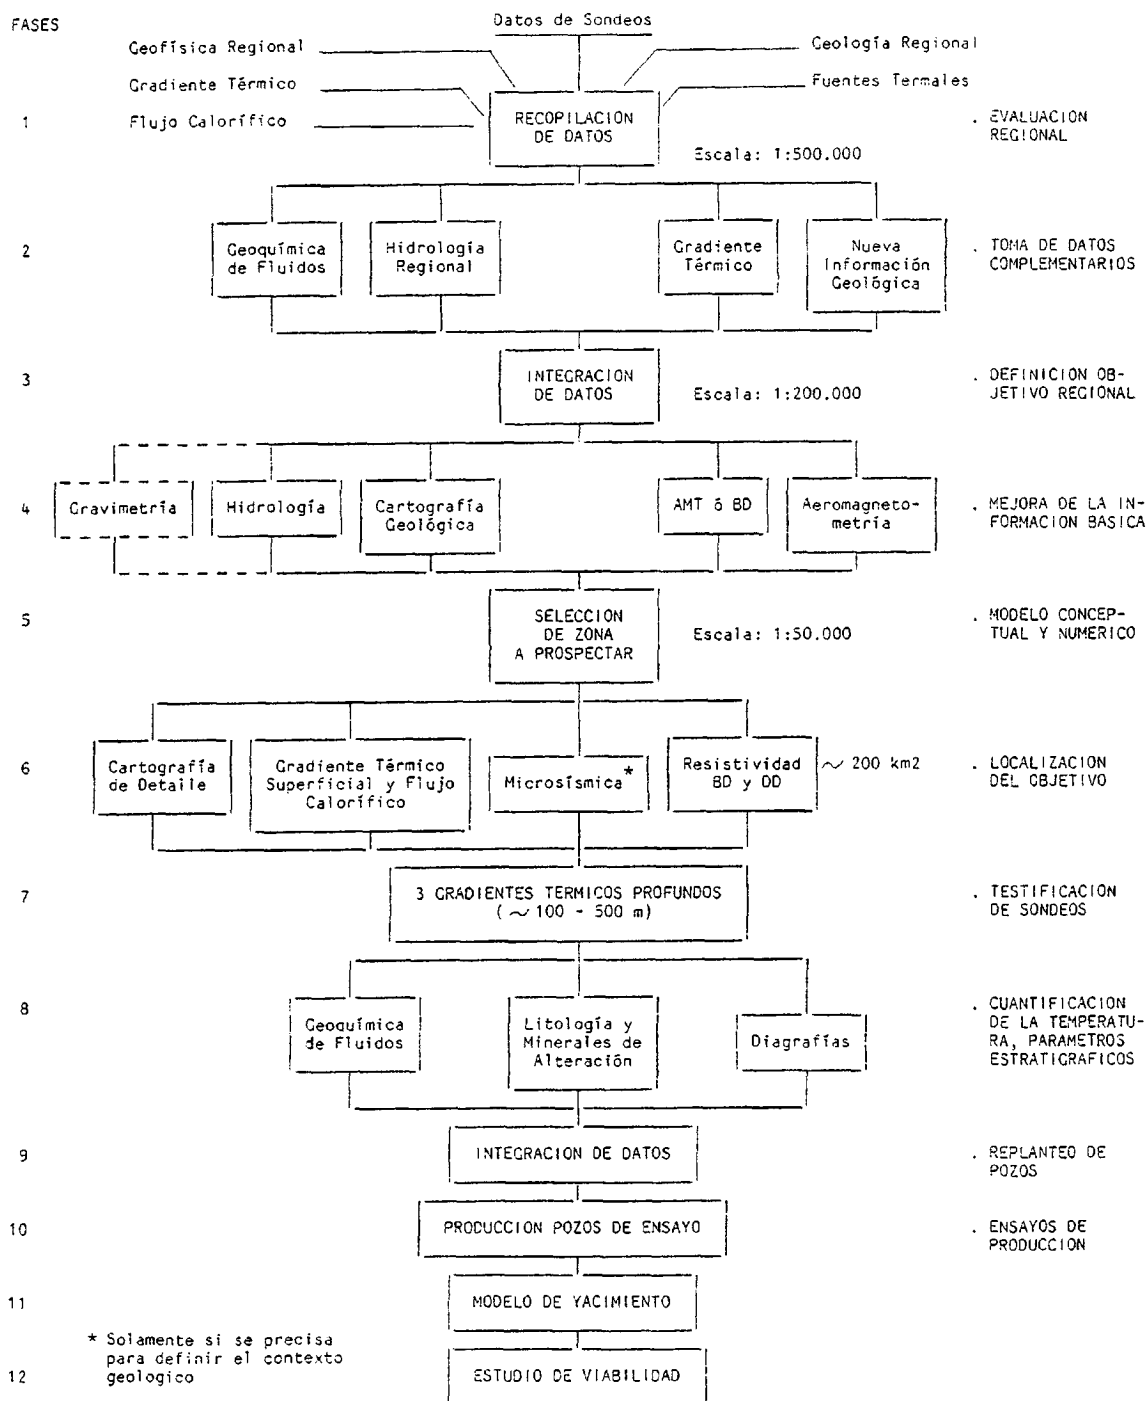 FASES
Datos de Sondeos
Geofísica Regional
Geología Regional
Gradiente Térmico
Fuentes Termales
Flujo Calorífico
1
RECOPILACION
DE DATOS
. EVALUACION
REGIONAL
Escala: 1:500.000
2
Geoquímica
de Fluidos
Hidrología
Regional
Gradiente
Térmico
Nueva
Información
Geológica
. TOMA DE DATOS
COMPLEMENTARIOS
3
INTEGRACION
DE DATOS
Escala: 1:200.000
. DEFINICION OB-
JETIVO REGIONAL
4
Gravimetría
Hidrología
Cartografía
Geológica
AMT ó BD
Aeromagneto-
metría
. MEJORA DE LA IN-
FORMACION BASICA
5
SELECCION
DE ZONA
A PROSPECTAR
Escala: 1:50.000
. MODELO CONCEP-
TUAL Y NUMERICO
6
Cartografía
de Detalle
Gradiente Térmico
Superficial y Flujo
Calorífico
Microsísmica*
Resistividad
BD y DD
~ 200 km2
. LOCALIZACION
DEL OBJETIVO
7
3 GRADIENTES TERMICOS PROFUNDOS
( ~ 100 - 500 m)
. TESTIFICACION
DE SONDEOS
8
Geoquímica
de Fluidos
Litología y
Minerales de
Alteración
Diagrafías
. CUANTIFICACION
DE LA TEMPERATU-
RA, PARAMETROS
ESTRATIGRAFICOS
9
INTEGRACION DE DATOS
. REPLANTEO DE
POZOS
10
PRODUCCION POZOS DE ENSAYO
. ENSAYOS DE
PRODUCCION
11
MODELO DE YACIMIENTO
* Solamente si se precisa
para definir el contexto
geologico
12
ESTUDIO DE VIABILIDAD